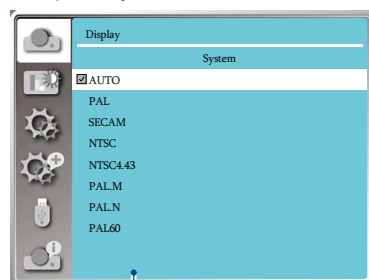 Display
System
AUTO
PAL
SECAM
NTSC
NTSC4.43
PAL.M
PAL.N
PAL60